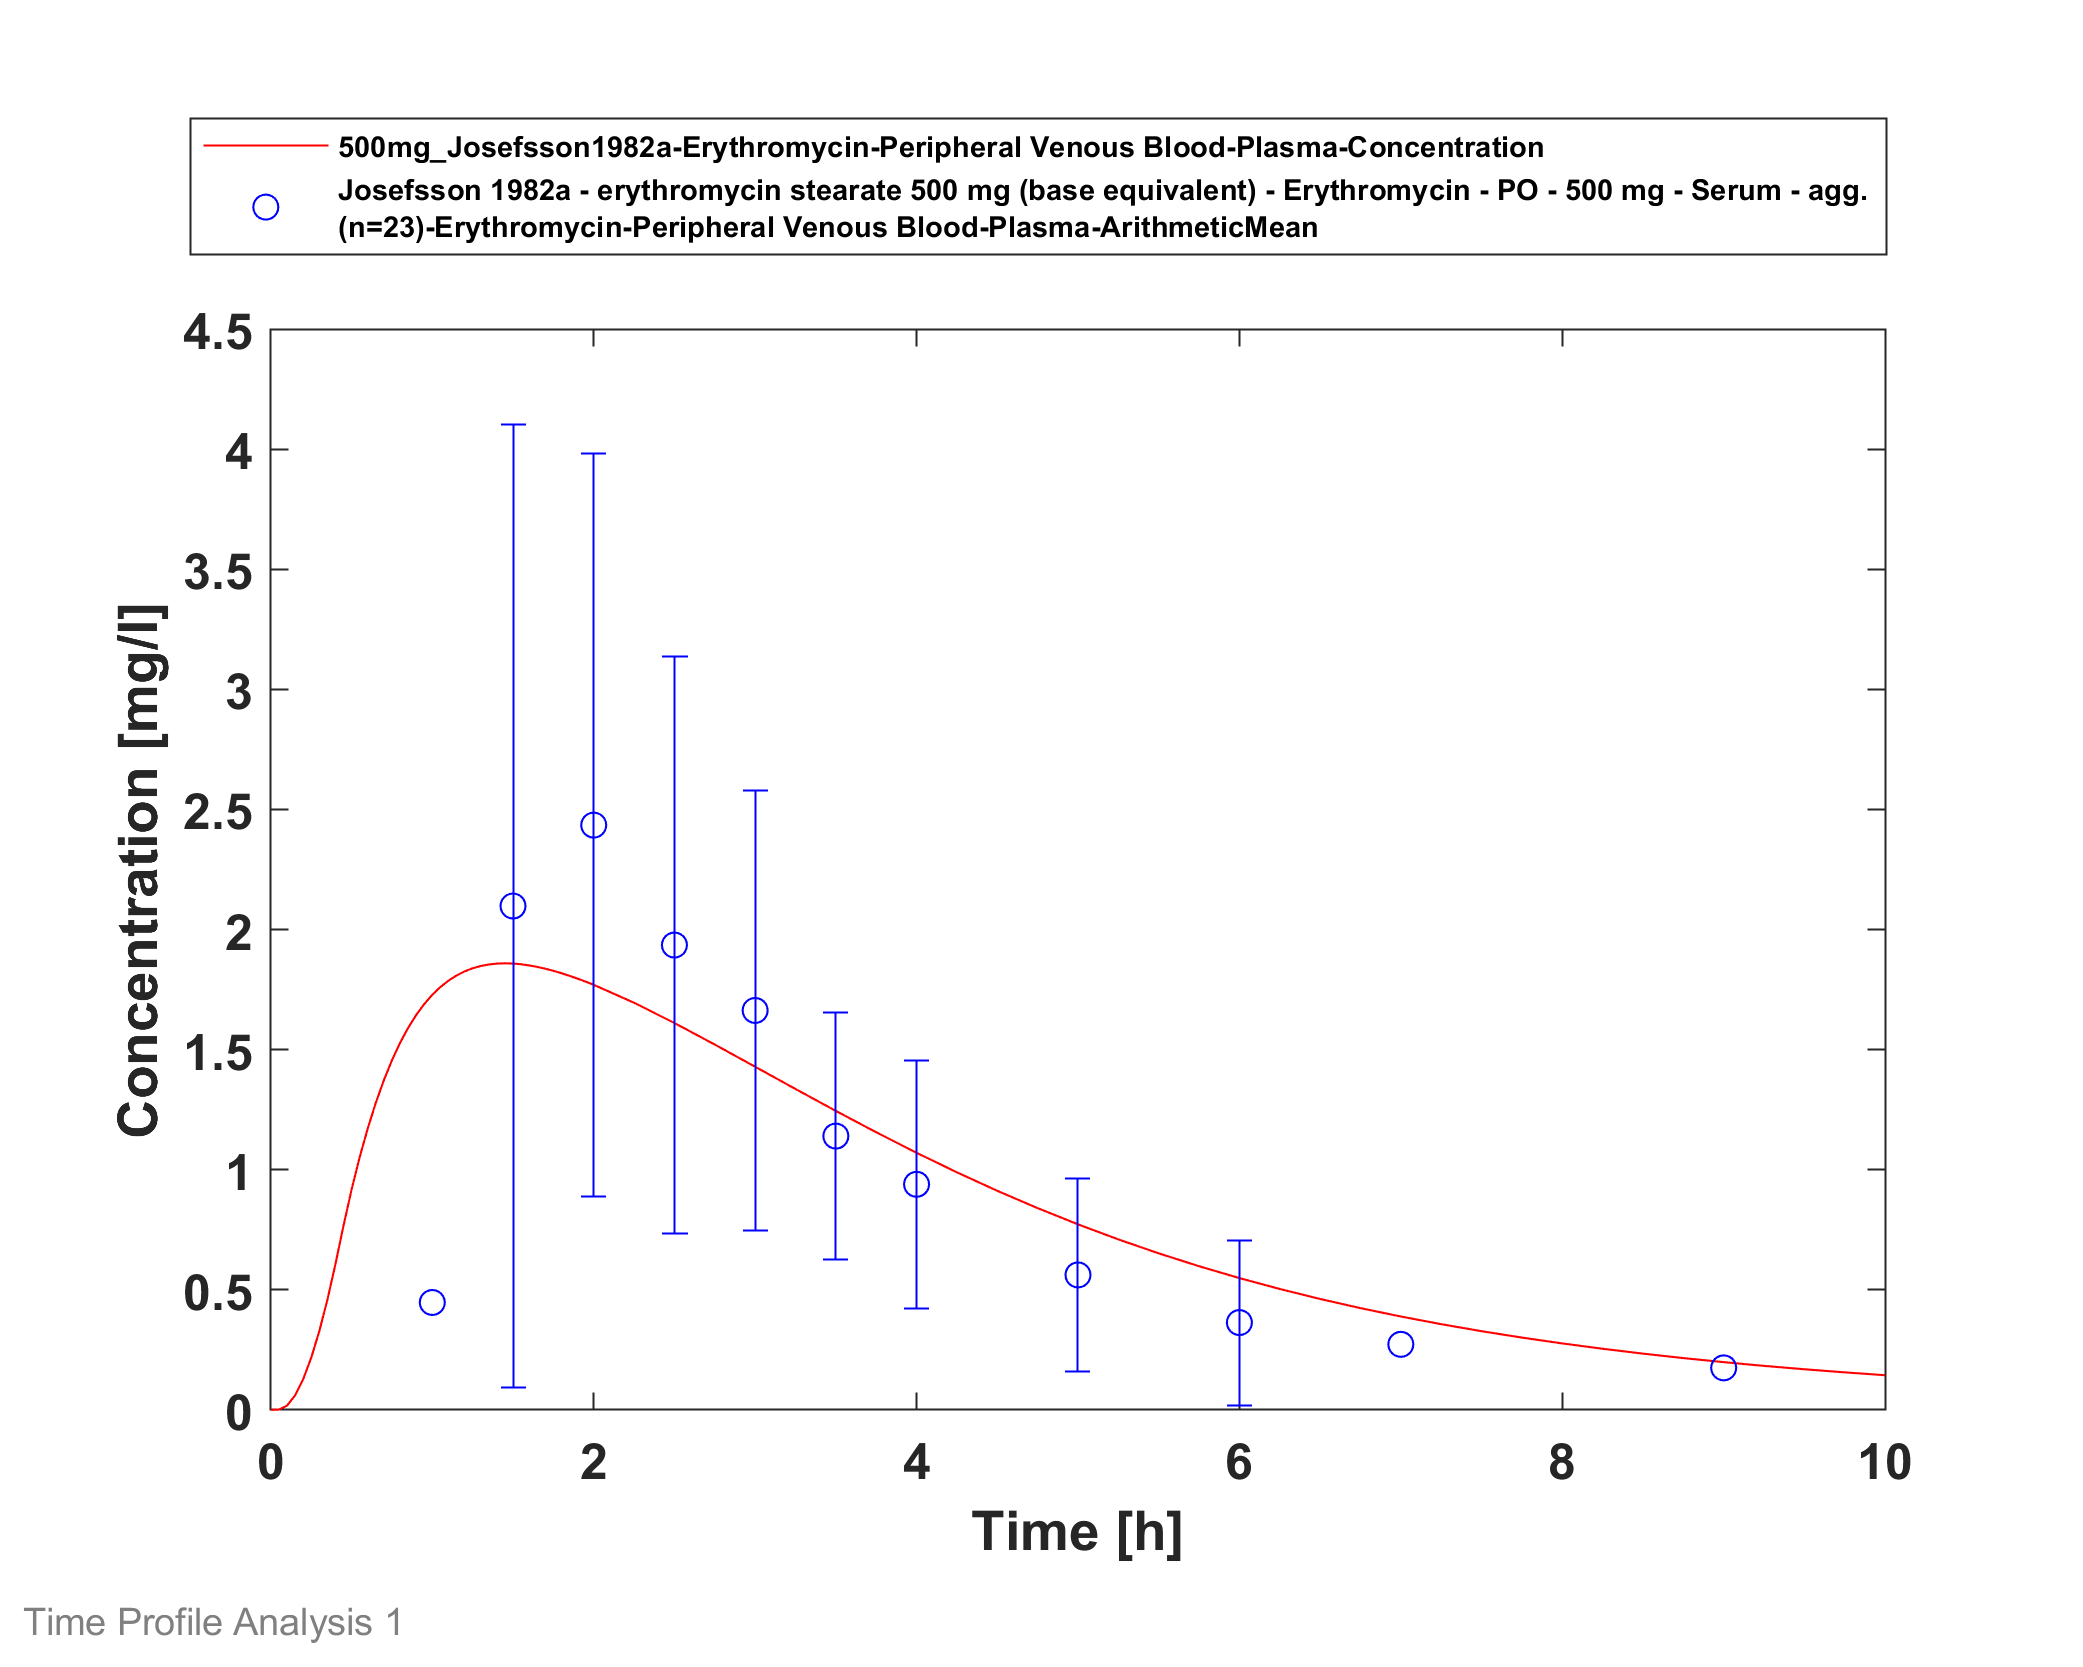 500mg_Josefsson1982a-Erythromycin-Peripheral Venous Blood-Plasma-Concentration
Josefsson 1982a - erythromycin stearate 500 mg (base equivalent) - Erythromycin - PO - 500 mg - Serum - agg.
(n=23)-Erythromycin-Peripheral Venous Blood-Plasma-ArithmeticMean
4.5
4
3.5
3
2.5
2
1.5
1
0.5
0
Concentration [mg/l]
0 2 4 6 8 10
Time [h]
Time Profile Analysis 1